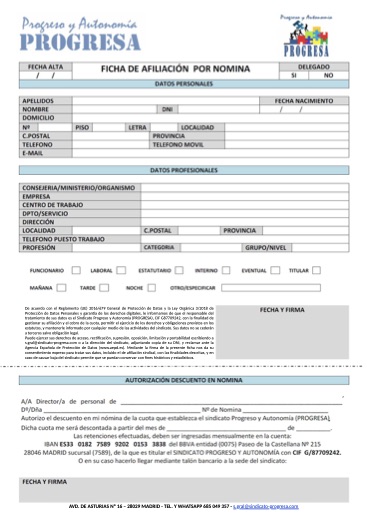 Progreso y Autonomía
PROGRESA
Progreso y Autonomía
PROGRESA
FECHA ALTA
/ /
FICHA DE AFILIACIÓN POR NOMINA
DELEGADO
SI NO
DATOS PERSONALES
APELLIDOS
FECHA NACIMIENTO
NOMBRE DNI / /
DOMICILIO
Nº PISO LETRA LOCALIDAD
C.POSTAL PROVINCIA
TELEFONO TELEFONO MOVIL
E-MAIL
DATOS PROFESIONALES
CONSEJERIA/MINISTERIO/ORGANISMO
EMPRESA
CENTRO DE TRABAJO
DPTO/SERVICIO
DIRECCIÓN
LOCALIDAD C.POSTAL PROVINCIA
TELEFONO PUESTO TRABAJO
PROFESIÓN CATEGORIA GRUPO/NIVEL
FUNCIONARIO LABORAL ESTATUTARIO INTERINO EVENTUAL TITULAR
MAÑANA TARDE NOCHE OTRO/ESPECIFICAR
FECHA Y FIRMA
AUTORIZACIÓN DESCUENTO EN NOMINA
A/A Director/a de personal de
Dº/Dña Nº de Nomina
Autorizo el descuento en mi nómina de la cuota que establezca el sindicato Progreso y Autonomía (PROGRESA).
Dicha cuota me será descontada a partir del mes de de .
Las retenciones efectuadas, deben ser ingresadas mensualmente en la cuenta:
IBAN ES33 0182 7589 9202 0153 3838 del BBVA entidad (0075) Paseo de la Castellana Nº 215
28046 MADRID sucursal (7589), de la que es titular el SINDICATO PROGRESO Y AUTONOMÍA con CIF G/87709242.
O en su caso hacerlo llegar mediante talón bancario a la sede del sindicato:
FECHA Y FIRMA
AVD. DE ASTURIAS Nº 16 – 28029 MADRID - TEL. Y WHATSAPP 685 049 357 - s.gral@sindicato-progresa.com